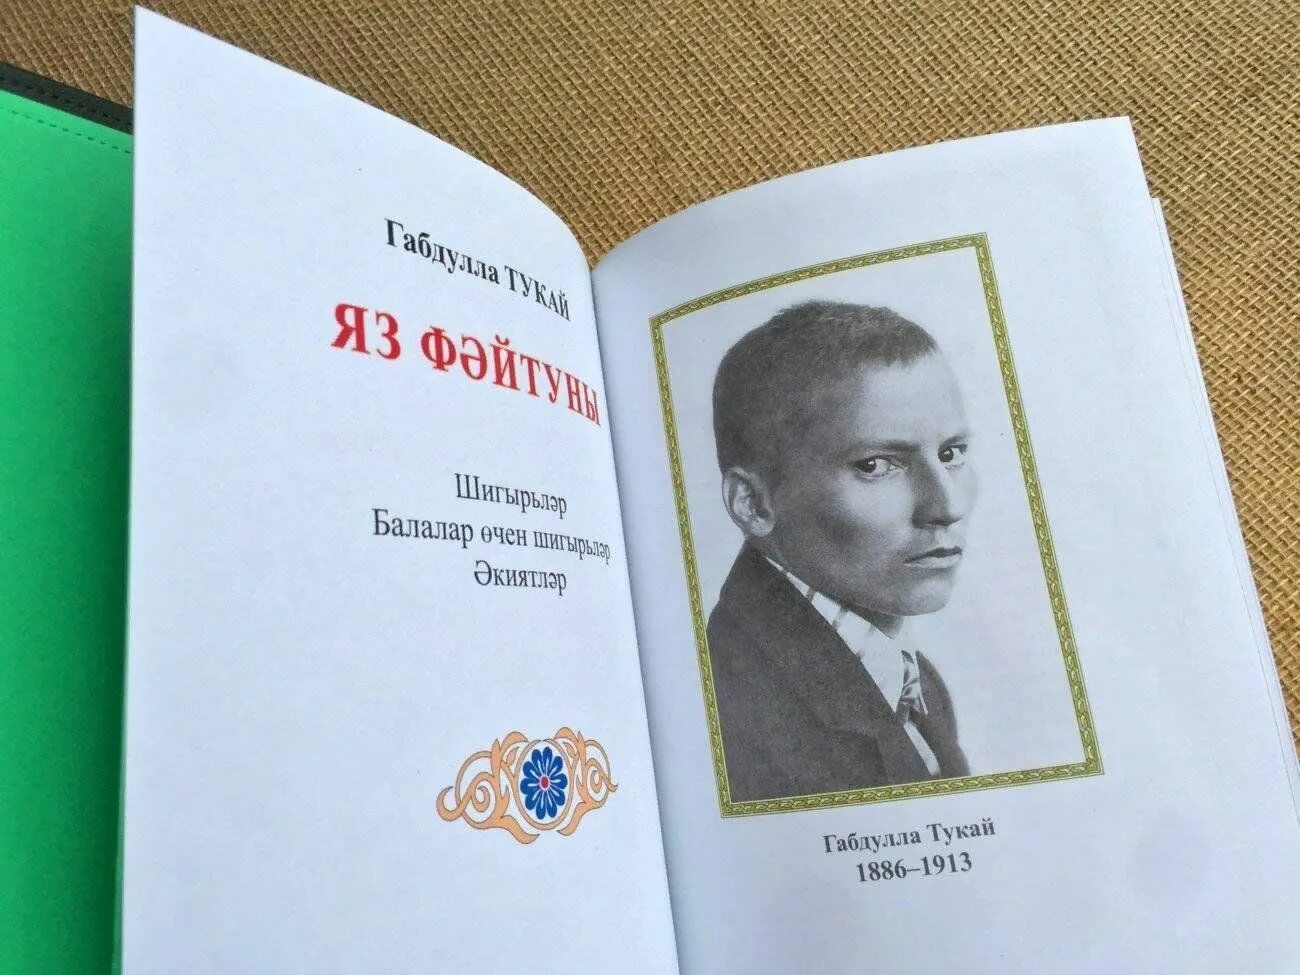 Габдулла ТУКАЙ
ЯЗ ФӘЙТУНЫ
Шигырьләр
Балалар өчен шигырьләр
Әкиятләр
Габдулла Тукай
1886–1913